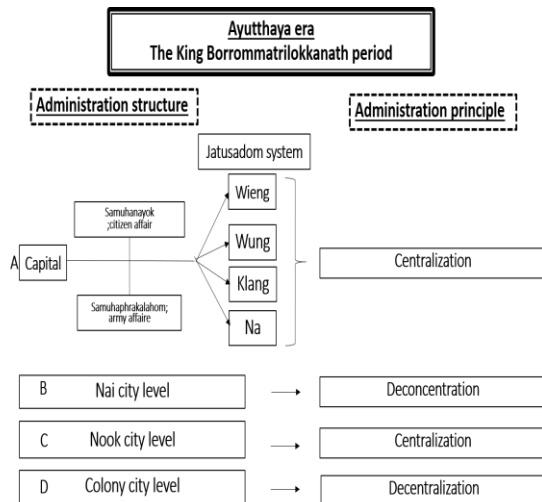 Ayutthaya era
The King Borrommatrilokkanath period
Administration structure
Administration principle
Jatusadom system
Samuhanayok
;citizen affair
A Capital
Samuhaphrakalahom;
army affaire
Wieng
Wung
Klang
Na
Centralization
B Nai city level
Deconcentration
C Nook city level
Centralization
D Colony city level
Decentralization